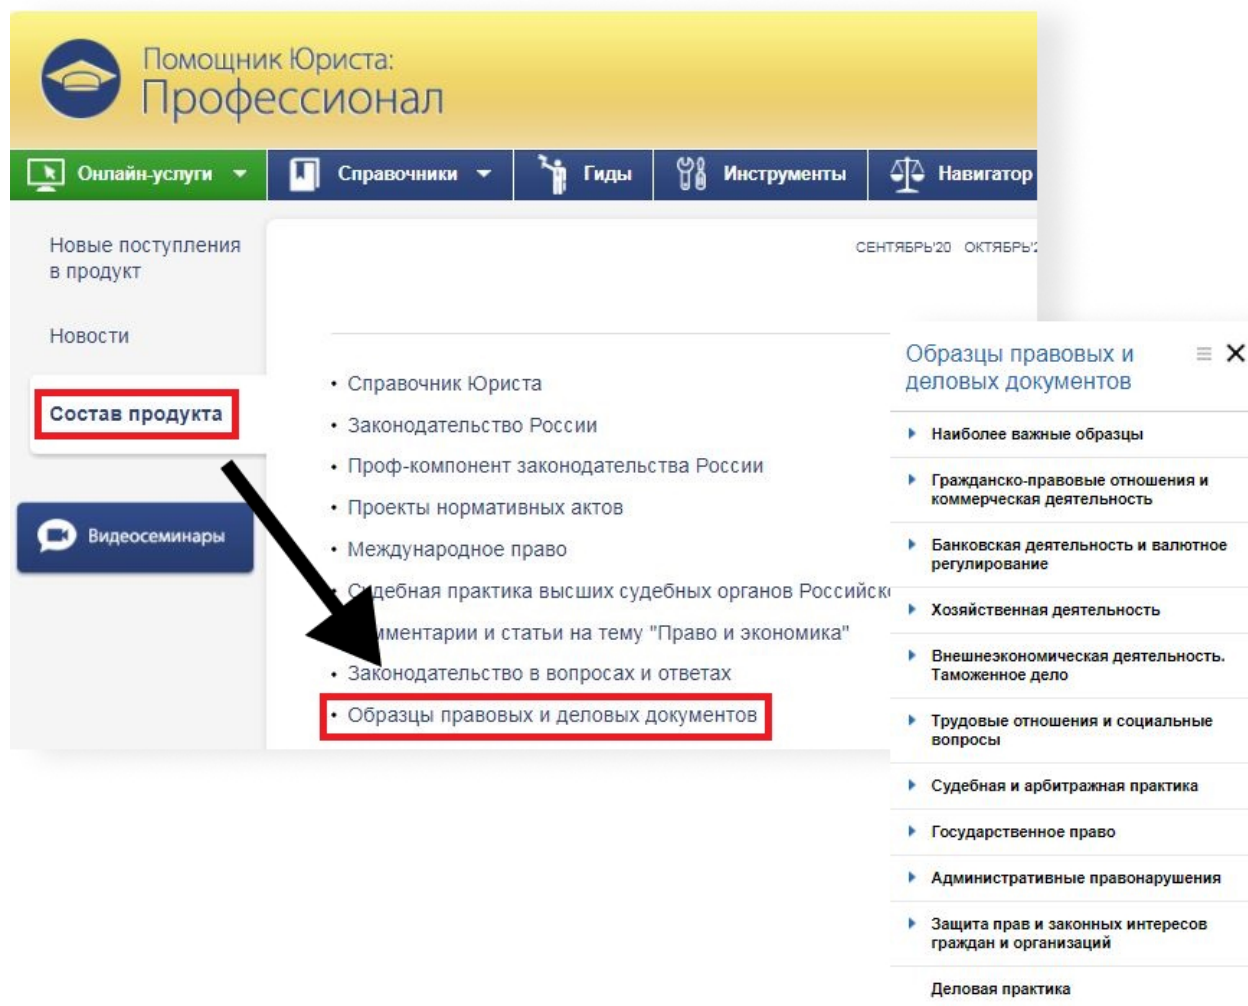 Помощник Юриста:
Профессионал
Онлайн-услуги
Справочники
Гиды
Инструменты
Навигатор
Новые поступления
в продукт
Новости
Состав продукта
Видеосеминары
СЕНТЯБРЬ'20 ОКТЯБРЬ'2
• Справочник Юриста
• Законодательство России
• Проф-компонент законодательства России
• Проекты нормативных актов
• Международное право
• Судебная практика высших судебных органов Российск
и статьи на тему "Право и экономика"
• Законодательство в вопросах и ответах
• Образцы правовых и деловых документов
Образцы правовых и
деловых документов
Наиболее важные образцы
Гражданско-правовые отношения и
коммерческая деятельность
Банковская деятельность и валютное
регулирование
Хозяйственная деятельность
Внешнеэкономическая деятельность.
Таможенное дело
Трудовые отношения и социальные
вопросы
Судебная и арбитражная практика
Государственное право
Административные правонарушения
Защита прав и законных интересов
граждан и организаций
Деловая практика